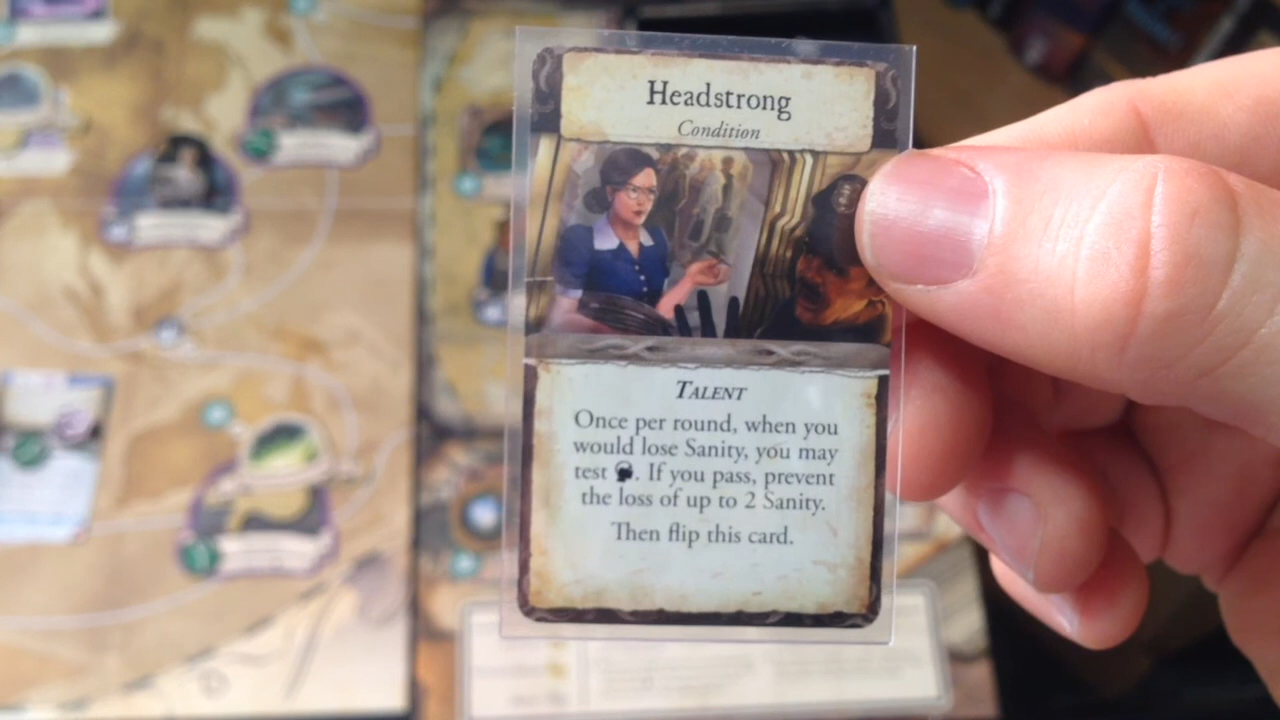 Headstrong
Condition
TALENT
Once per round, when you
would lose Sanity, you may
test . If you pass, prevent
the loss of up to 2 Sanity.
Then flip this card.